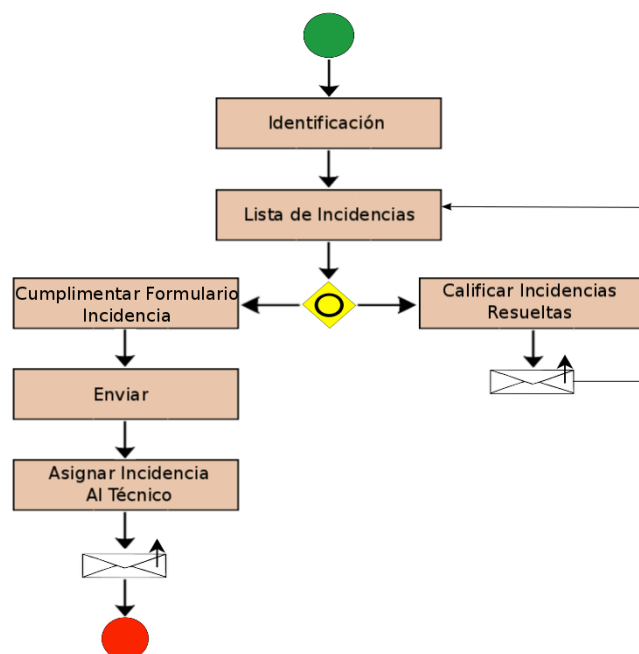 Identificación
Lista de Incidencias
Cumplimentar Formulario
Incidencia
Calificar Incidencias
Resueltas
Enviar
Asignar Incidencia
Al Técnico